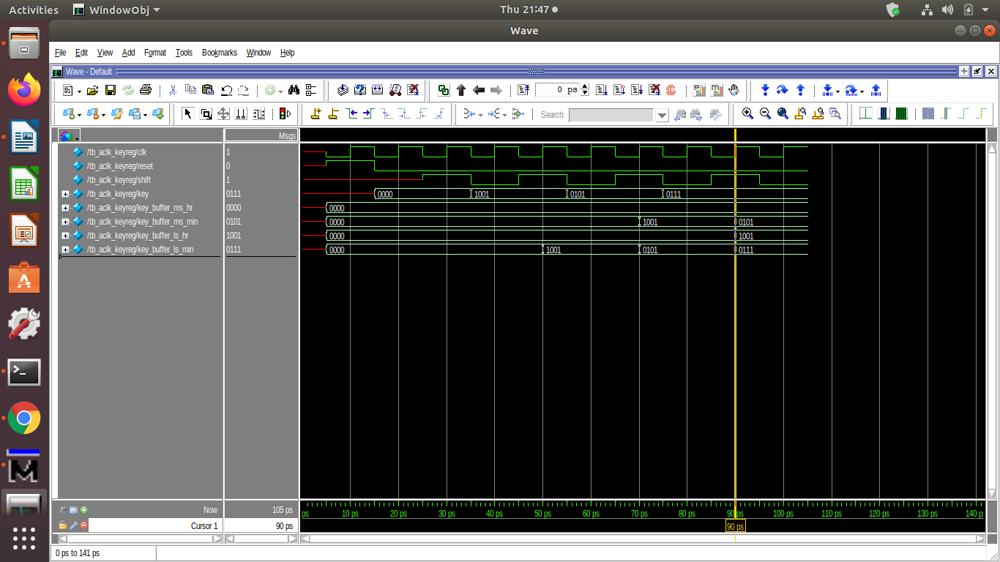 Activities WindowObj Thu 21:47
Wave
File Edit View Add Format Tools Bookmarks Window Help
Wave - Default
0 ps
Search:
Msgs
/tb_aclk_keyreg/clk 1
/tb_aclk_keyreg/reset 0
/tb_aclk_keyreg/shift 1
/tb_aclk_keyreg/key 0111 0000 1001 0101 0111
/tb_aclk_keyreg/key_buffer_ms_hr 0000 0000
/tb_aclk_keyreg/key_buffer_ms_min 0101 0000 1001 0101
/tb_aclk_keyreg/key_buffer_ls_hr 1001 0000 1001
/tb_aclk_keyreg/key_buffer_ls_min 0111 0000 1001 0101 0111
Now 105 ps ps 10 ps 20 ps 30 ps 40 ps 50 ps 60 ps 70 ps 80 ps 90 ps 100 ps 110 ps 120 ps 130 ps 140 p
Cursor 1 90 ps 90 ps
0 ps to 141 ps